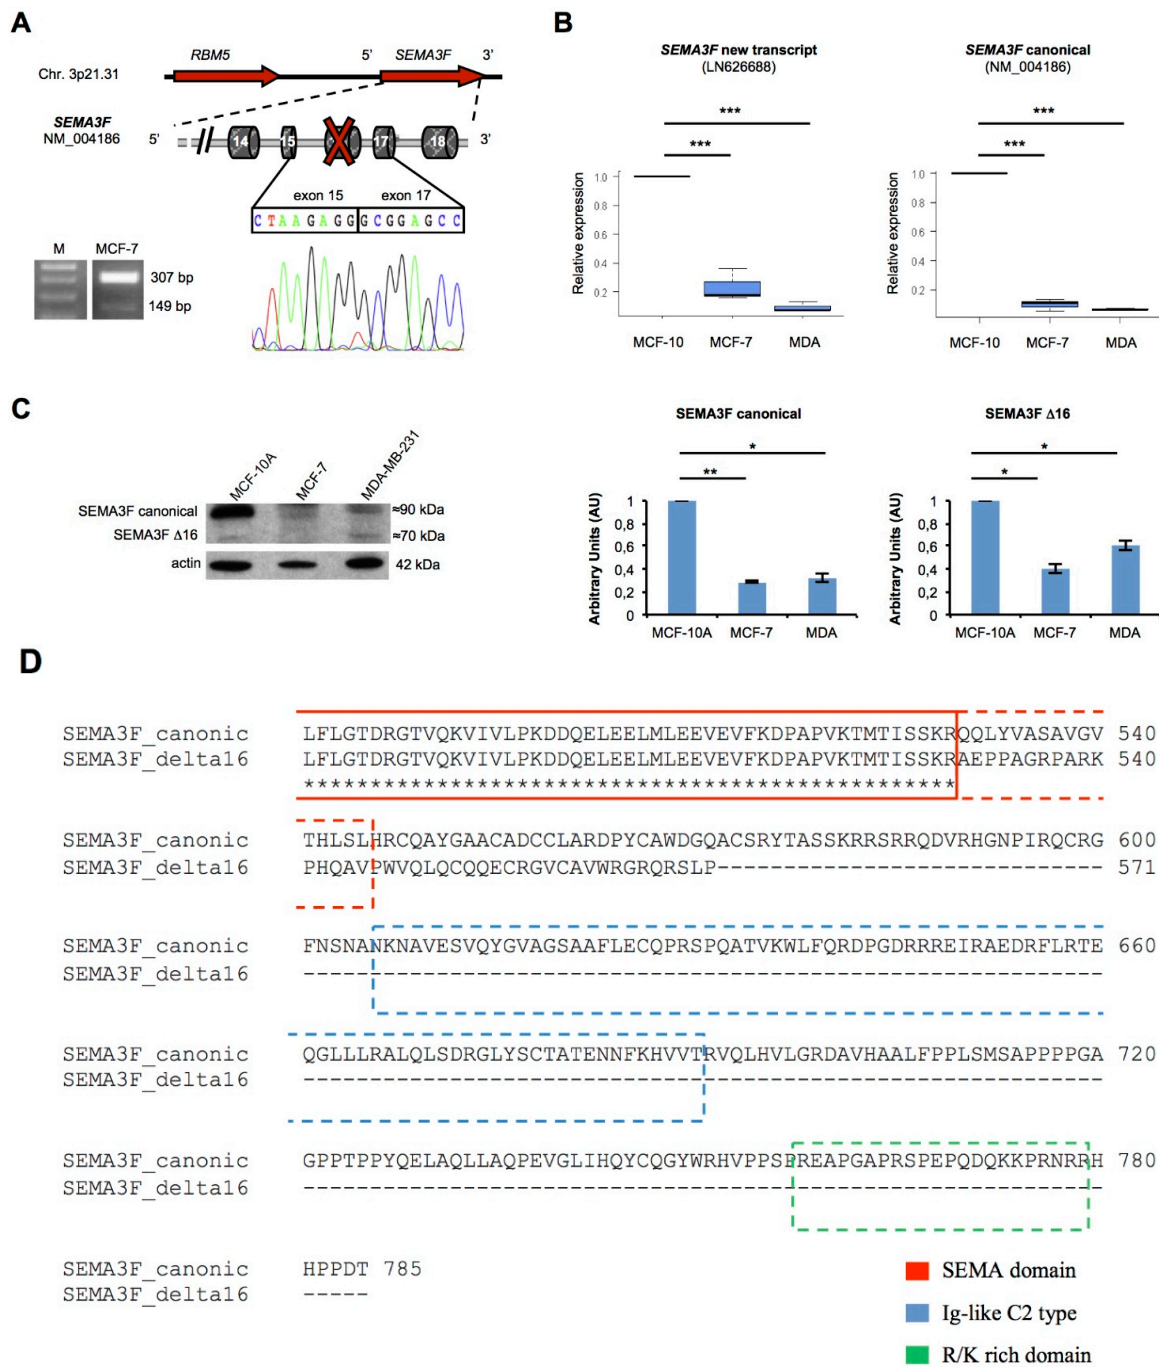 A
RBM5 5’ SEMA3F 3’
Chr. 3p21.31
SEMA3F
NM_004186 5’ 14 15 17 18 3’
exon 15 exon 17
CTAAGAGGGCGGAGCC
M MCF-7
307 bp
149 bp
B
SEMA3F new transcript
(LN626688)
***
***
Relative expression
1.0
0.6
0.4
0.2
MCF-10 MCF-7 MDA
SEMA3F canonical
(NM_004186)
***
***
Relative expression
1.0
0.6
0.4
0.2
MCF-10 MCF-7 MDA
C
MCF-10A MCF-7 MDA-MB-231
SEMA3F canonical ≈90 kDa
SEMA3F Δ16 ≈70 kDa
actin 42 kDa
SEMA3F canonical
*
**
Arbitrary Units (AU)
1
0,8
0,6
0,4
0,2
0
MCF-10A MCF-7 MDA
SEMA3F Δ16
*
*
Arbitrary Units (AU)
1
0,8
0,6
0,4
0,2
0
MCF-10A MCF-7 MDA
D
SEMA3F_canonic LFLGTDRGTVQKVIVLPKDDQELEELMLEEVEVFKDPAPVKTMTISSKRQQLYVASAVGV 540
SEMA3F_delta16 LFLGTDRGTVQKVIVLPKDDQELEELMLEEVEVFKDPAPVKTMTISSKRAEPPAGRPARK 540
*************************************************
SEMA3F_canonic THLSLHRCQAYGAACADCCLARDPYCAWDGQACSRYTASSKRRSRRQDVRHGNPIRQCRG 600
SEMA3F_delta16 PHQAVPWVQLQCQQECRGVCAVWRGRQRSLP----------------------------- 571
SEMA3F_canonic FNSNANKNAVESVQYGVAGSAAFLECQPRSPQATVKWLFQRDPGDRRREIRAEDRFLRTE 660
SEMA3F_delta16 ------------------------------------------------------------
SEMA3F_canonic QGLLLRALQLSDRGLYSCTATENNFKHVVTRVQLHVLGRDAVHAALFPPLSMSAPPPPGA 720
SEMA3F_delta16 ------------------------------------------------------------
SEMA3F_canonic GPPTPPYQELAQLLAQPEVGLIHQYCQGYWRHVPPSPREAPGAPRSPEPQDQKKPRNRRH 780
SEMA3F_delta16 ------------------------------------------------------------
SEMA3F_canonic HPPDT 785
SEMA3F_delta16 -----
SEMA domain
Ig-like C2 type
R/K rich domain